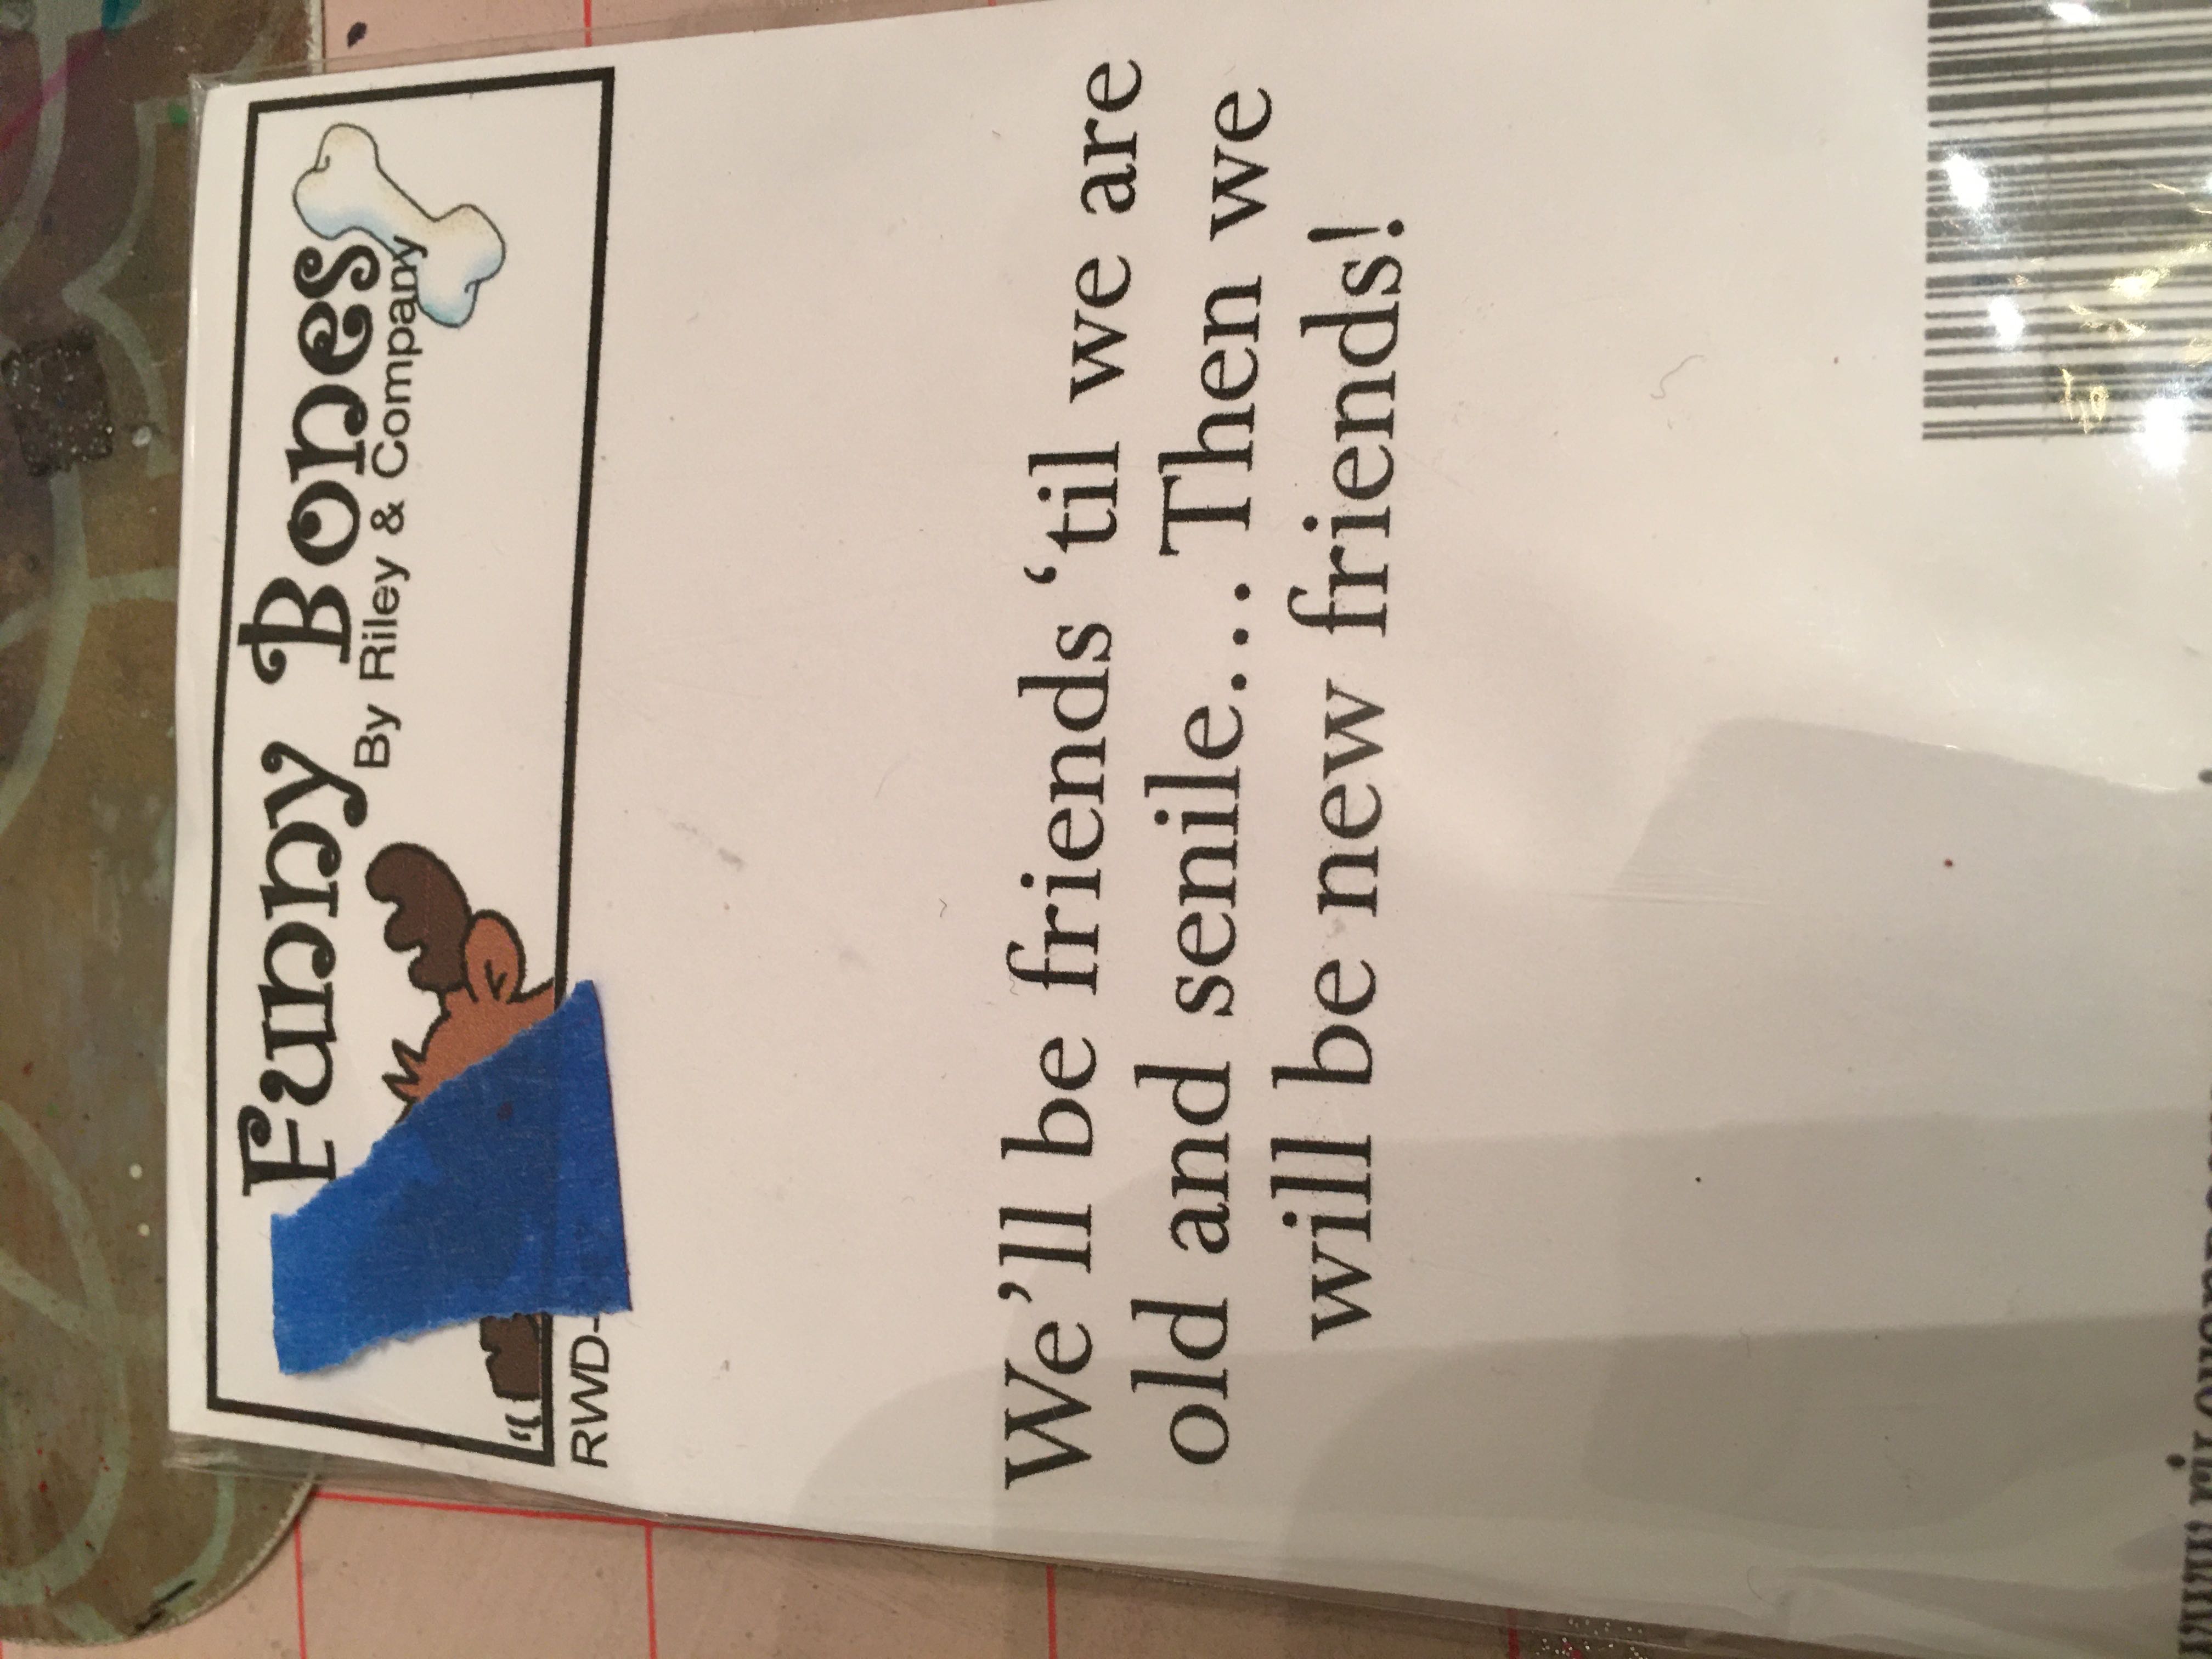 Funny Bones
By Riley & Company
RWD-
We'll be friends ‘til we are
old and senile... Then we
will be new friends!